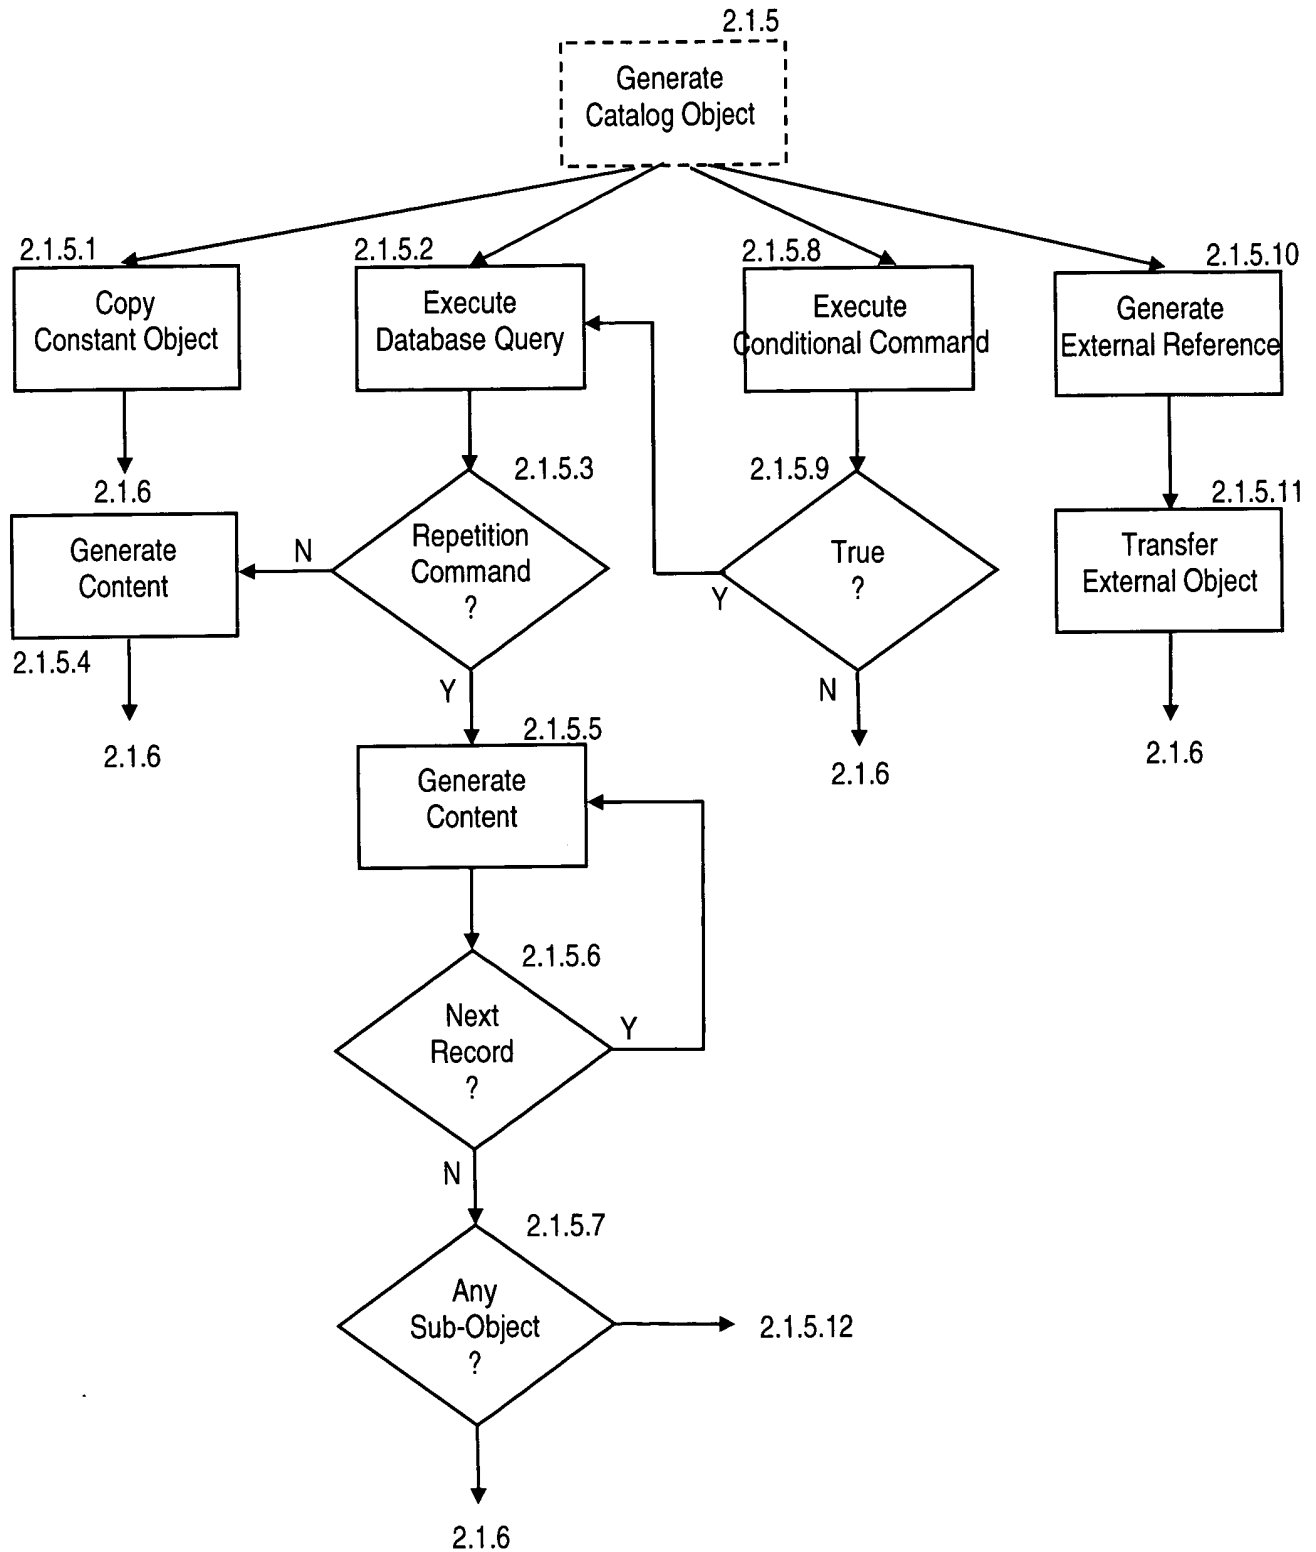 2.1.5
Generate
Catalog Object
2.1.5.1
Copy
Constant Object
2.1.6
2.1.5.2
Execute
Database Query
2.1.5.8
Execute
Conditional Command
2.1.5.10
Generate
External Reference
2.1.5.3
Repetition
Command
?
N
Y
Generate
Content
2.1.5.4
2.1.6
2.1.5.9
True
?
Y
N
2.1.6
2.1.5.11
Transfer
External Object
2.1.6
2.1.5.5
Generate
Content
2.1.5.6
Next
Record
?
Y
N
2.1.5.7
Any
Sub-Object
?
2.1.5.12
2.1.6